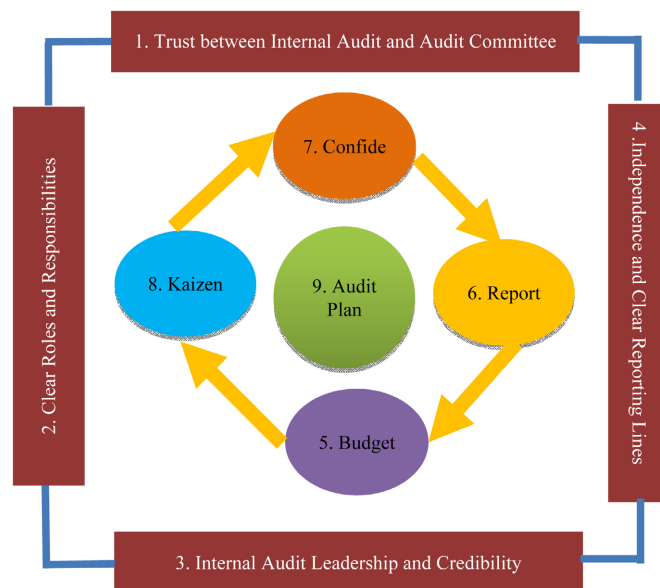 1. Trust between Internal Audit and Audit Committee
2. Clear Roles and Responsibilities
4 .Independence and Clear Reporting Lines
7. Confide
8. Kaizen
9. Audit
Plan
6. Report
5. Budget
3. Internal Audit Leadership and Credibility